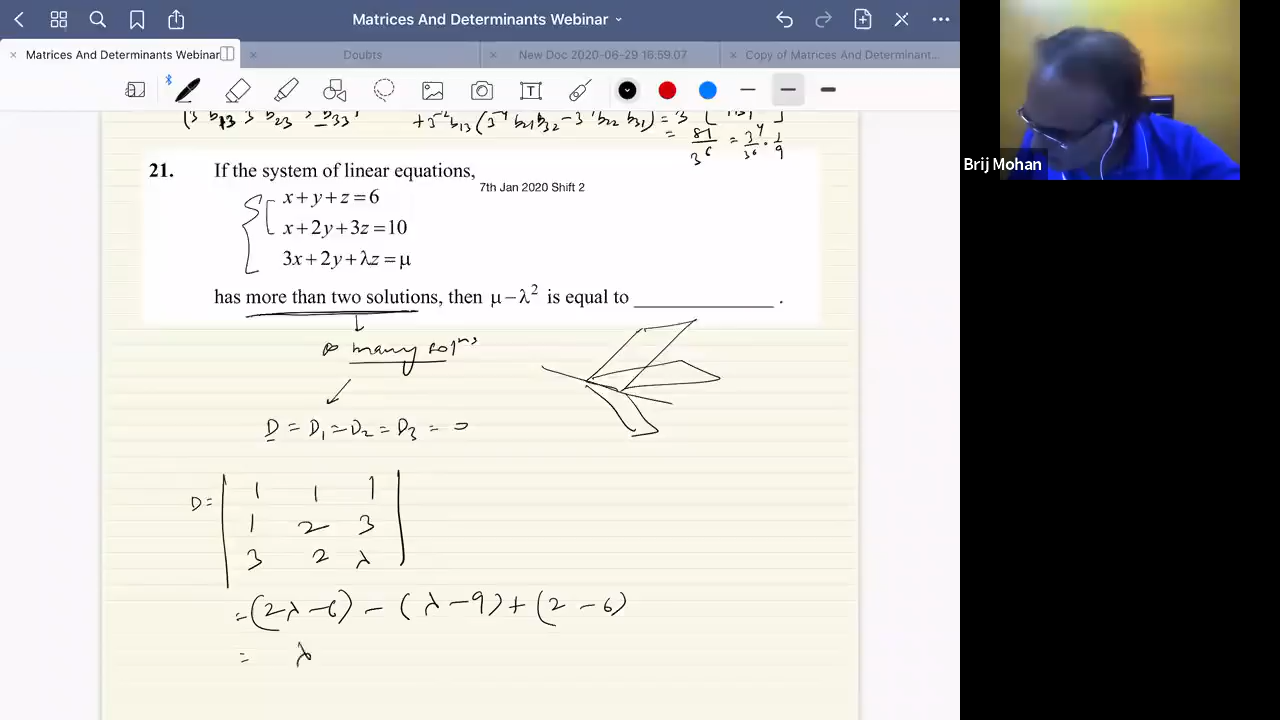 Matrices And Determinants Webinar
Matrices And Determinants Webinar
Doubts
New Doc 2020-06-29 16:59.07
Copy of Matrices And Determinant...
Brij Mohan
= 81/3⁶ = 3⁴/3⁶ · 1/9
21. If the system of linear equations,
7th Jan 2020 Shift 2
x + y + z = 6
x + 2y + 3z = 10
3x + 2y + λz = μ
has more than two solutions, then μ − λ² is equal to ____________ .
∞ many solⁿˢ
D = D₁ = D₂ = D₃ = 0
D = | 1 1 1 |
| 1 2 3 |
| 3 2 λ |
= (2λ − 6) − (λ − 9) + (2 − 6)
= λ